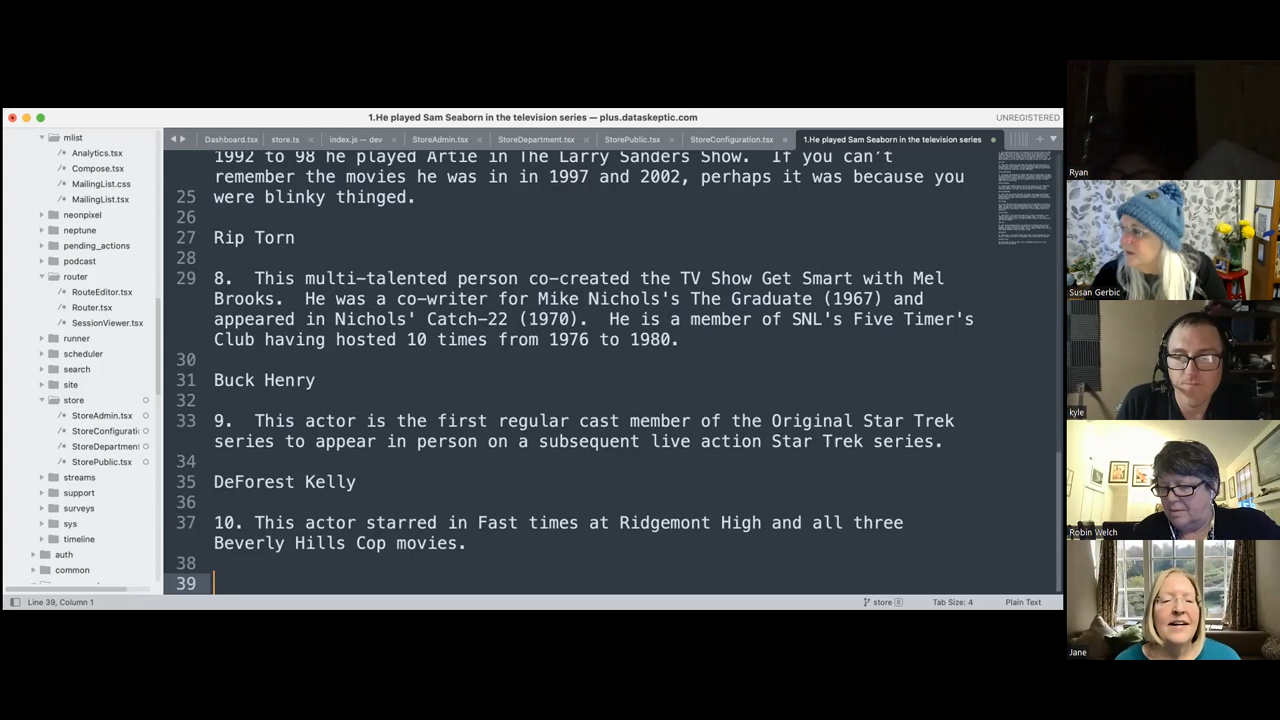 1.He played Sam Seaborn in the television series — plus.dataskeptic.com
UNREGISTERED
Dashboard.tsx
store.ts
index.js — dev
StoreAdmin.tsx
StoreDepartment.tsx
StorePublic.tsx
StoreConfiguration.tsx
1.He played Sam Seaborn in the television series
mlist
Analytics.tsx
Compose.tsx
MailingList.css
MailingList.tsx
neonpixel
neptune
pending_actions
podcast
router
RouteEditor.tsx
Router.tsx
SessionViewer.tsx
runner
scheduler
search
site
store
StoreAdmin.tsx
StoreConfigurati
StoreDepartment
StorePublic.tsx
streams
support
surveys
sys
timeline
auth
common
1992 to 98 he played Artie in The Larry Sanders Show.  If you can't
remember the movies he was in in 1997 and 2002, perhaps it was because you
25 were blinky thinged.
26
27 Rip Torn
28
29 8.  This multi-talented person co-created the TV Show Get Smart with Mel
Brooks.  He was a co-writer for Mike Nichols's The Graduate (1967) and
appeared in Nichols' Catch-22 (1970).  He is a member of SNL's Five Timer's
Club having hosted 10 times from 1976 to 1980.
30
31 Buck Henry
32
33 9.  This actor is the first regular cast member of the Original Star Trek
series to appear in person on a subsequent live action Star Trek series.
34
35 DeForest Kelly
36
37 10. This actor starred in Fast times at Ridgemont High and all three
Beverly Hills Cop movies.
38
39
Line 39, Column 1
store
Tab Size: 4
Plain Text
Ryan
Susan Gerbic
kyle
Robin Welch
Jane